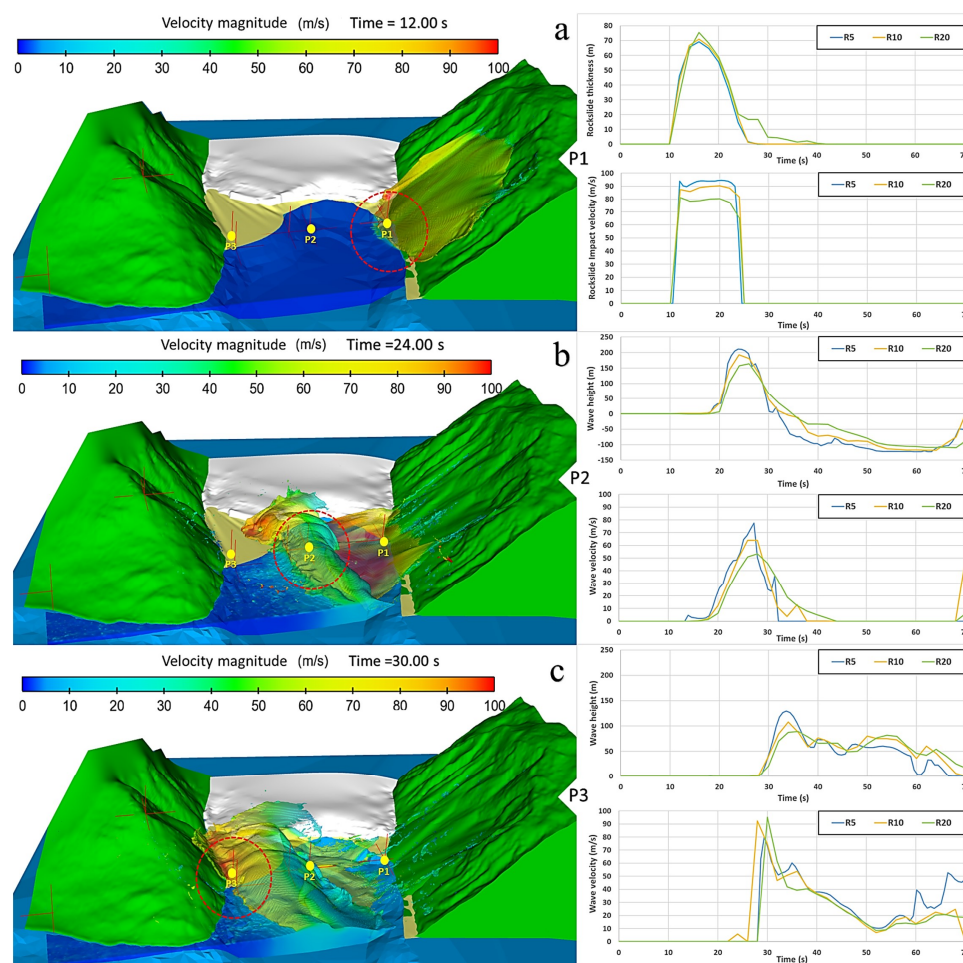 Velocity magnitude (m/s) Time = 12.00 s
0 10 20 30 40 50 60 70 80 90 100
a
P3 P2 P1
P1
Rockslide thickness (m)
80
70
60
50
40
30
20
10
0
R5 R10 R20
0 10 20 30 40 50 60 70
Time (s)
Rockslide Impact velocity (m/s)
100
90
80
70
60
50
40
30
20
10
0
R5 R10 R20
0 10 20 30 40 50 60 70
Time (s)
Velocity magnitude (m/s) Time =24.00 s
0 10 20 30 40 50 60 70 80 90 100
b
P3 P2 P1
P2
Wave height (m)
250
200
150
100
50
0
-50
-100
-150
R5 R10 R20
0 10 20 30 40 50 60 70
Time (s)
Wave velocity (m/s)
100
90
80
70
60
50
40
30
20
10
0
R5 R10 R20
0 10 20 30 40 50 60 70
Time (s)
Velocity magnitude (m/s) Time =30.00 s
0 10 20 30 40 50 60 70 80 90 100
c
P3 P2 P1
P3
Wave height (m)
250
200
150
100
50
0
R5 R10 R20
0 10 20 30 40 50 60 70
Time (s)
Wave velocity (m/s)
100
90
80
70
60
50
40
30
20
10
0
R5 R10 R20
0 10 20 30 40 50 60 70
Time (s)